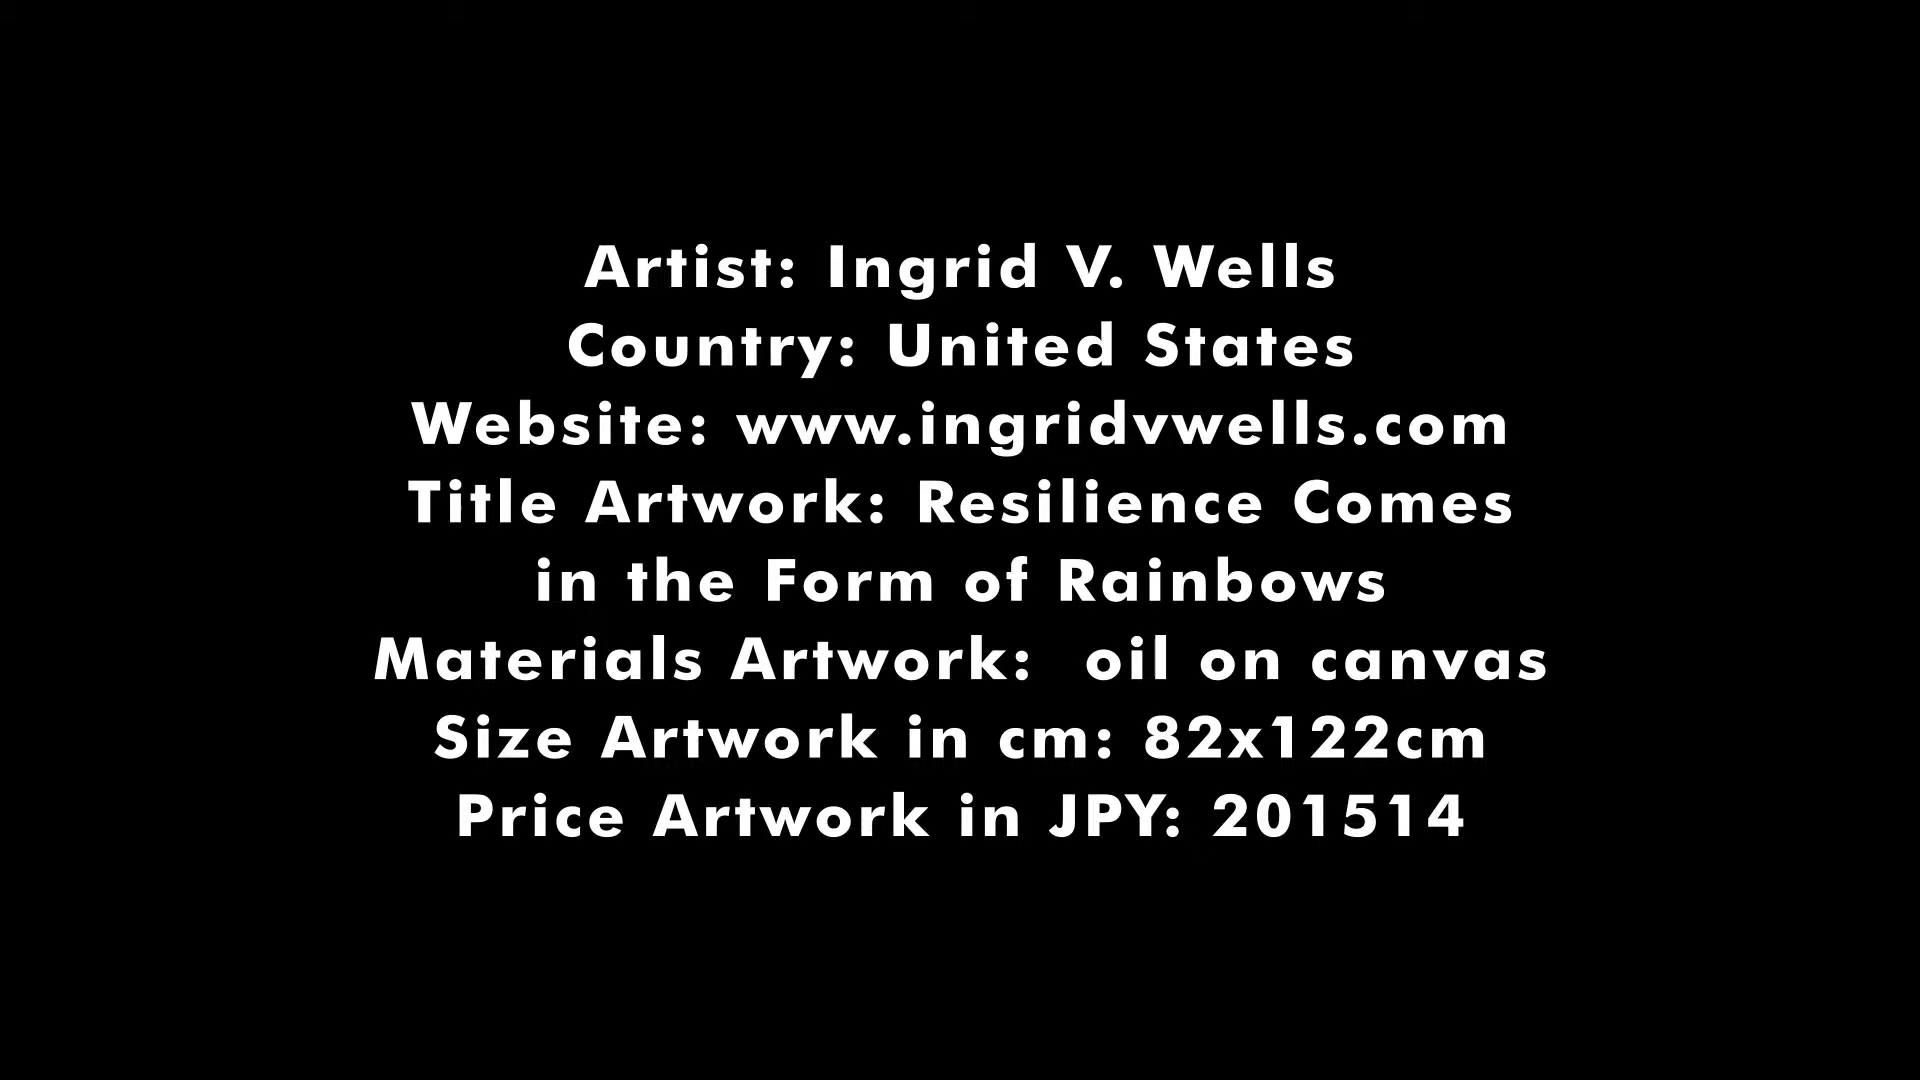 Artist: Ingrid V. Wells
Country: United States
Website: www.ingridvwells.com
Title Artwork: Resilience Comes
in the Form of Rainbows
Materials Artwork:  oil on canvas
Size Artwork in cm: 82x122cm
Price Artwork in JPY: 201514